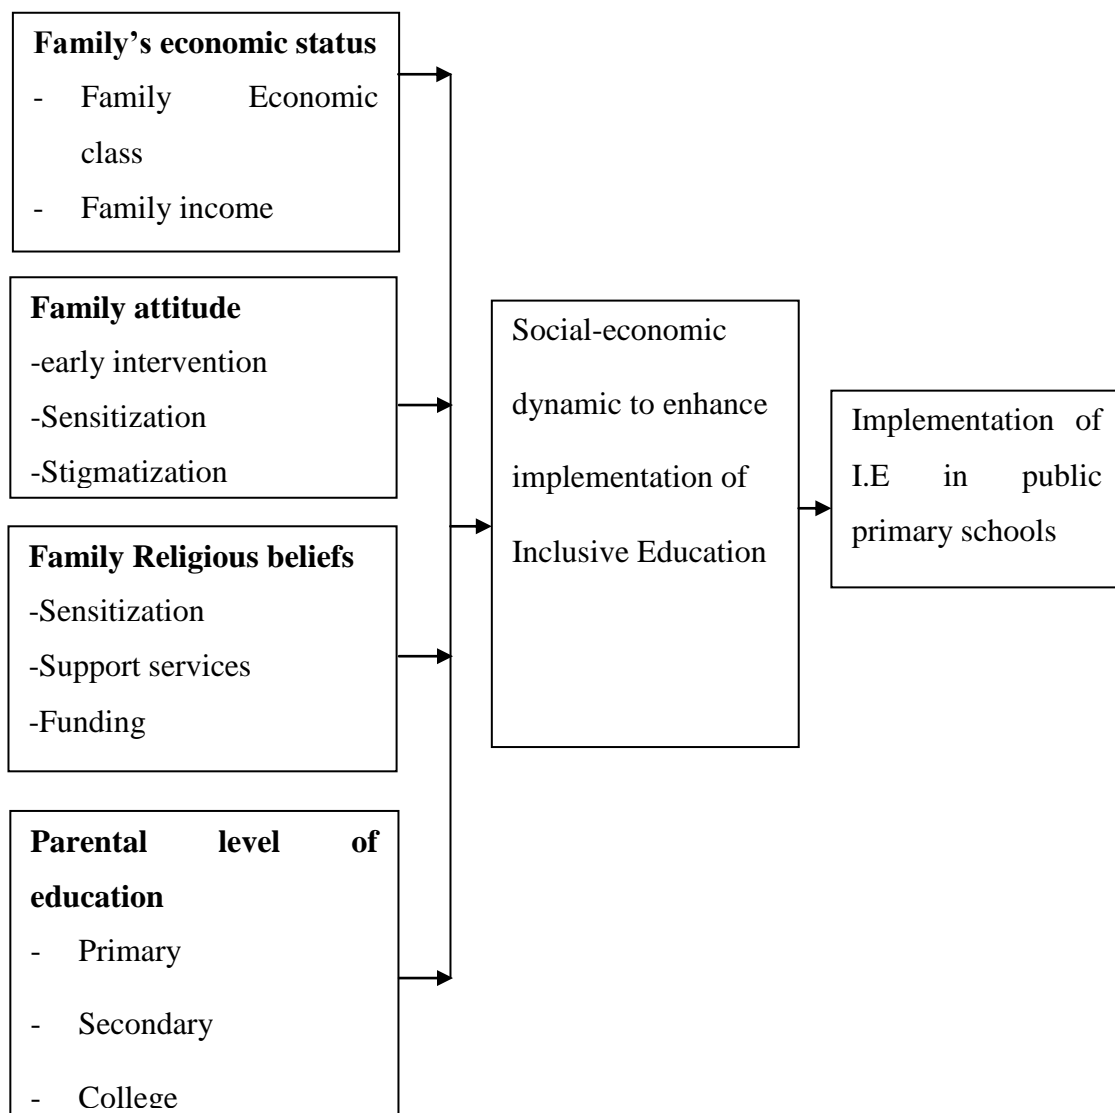 Family’s economic status
- Family Economic
class
- Family income
Family attitude
-early intervention
-Sensitization
-Stigmatization
Family Religious beliefs
-Sensitization
-Support services
-Funding
Parental level of
education
- Primary
- Secondary
- College
Social-economic
dynamic to enhance
implementation of
Inclusive Education
Implementation of
I.E in public
primary schools